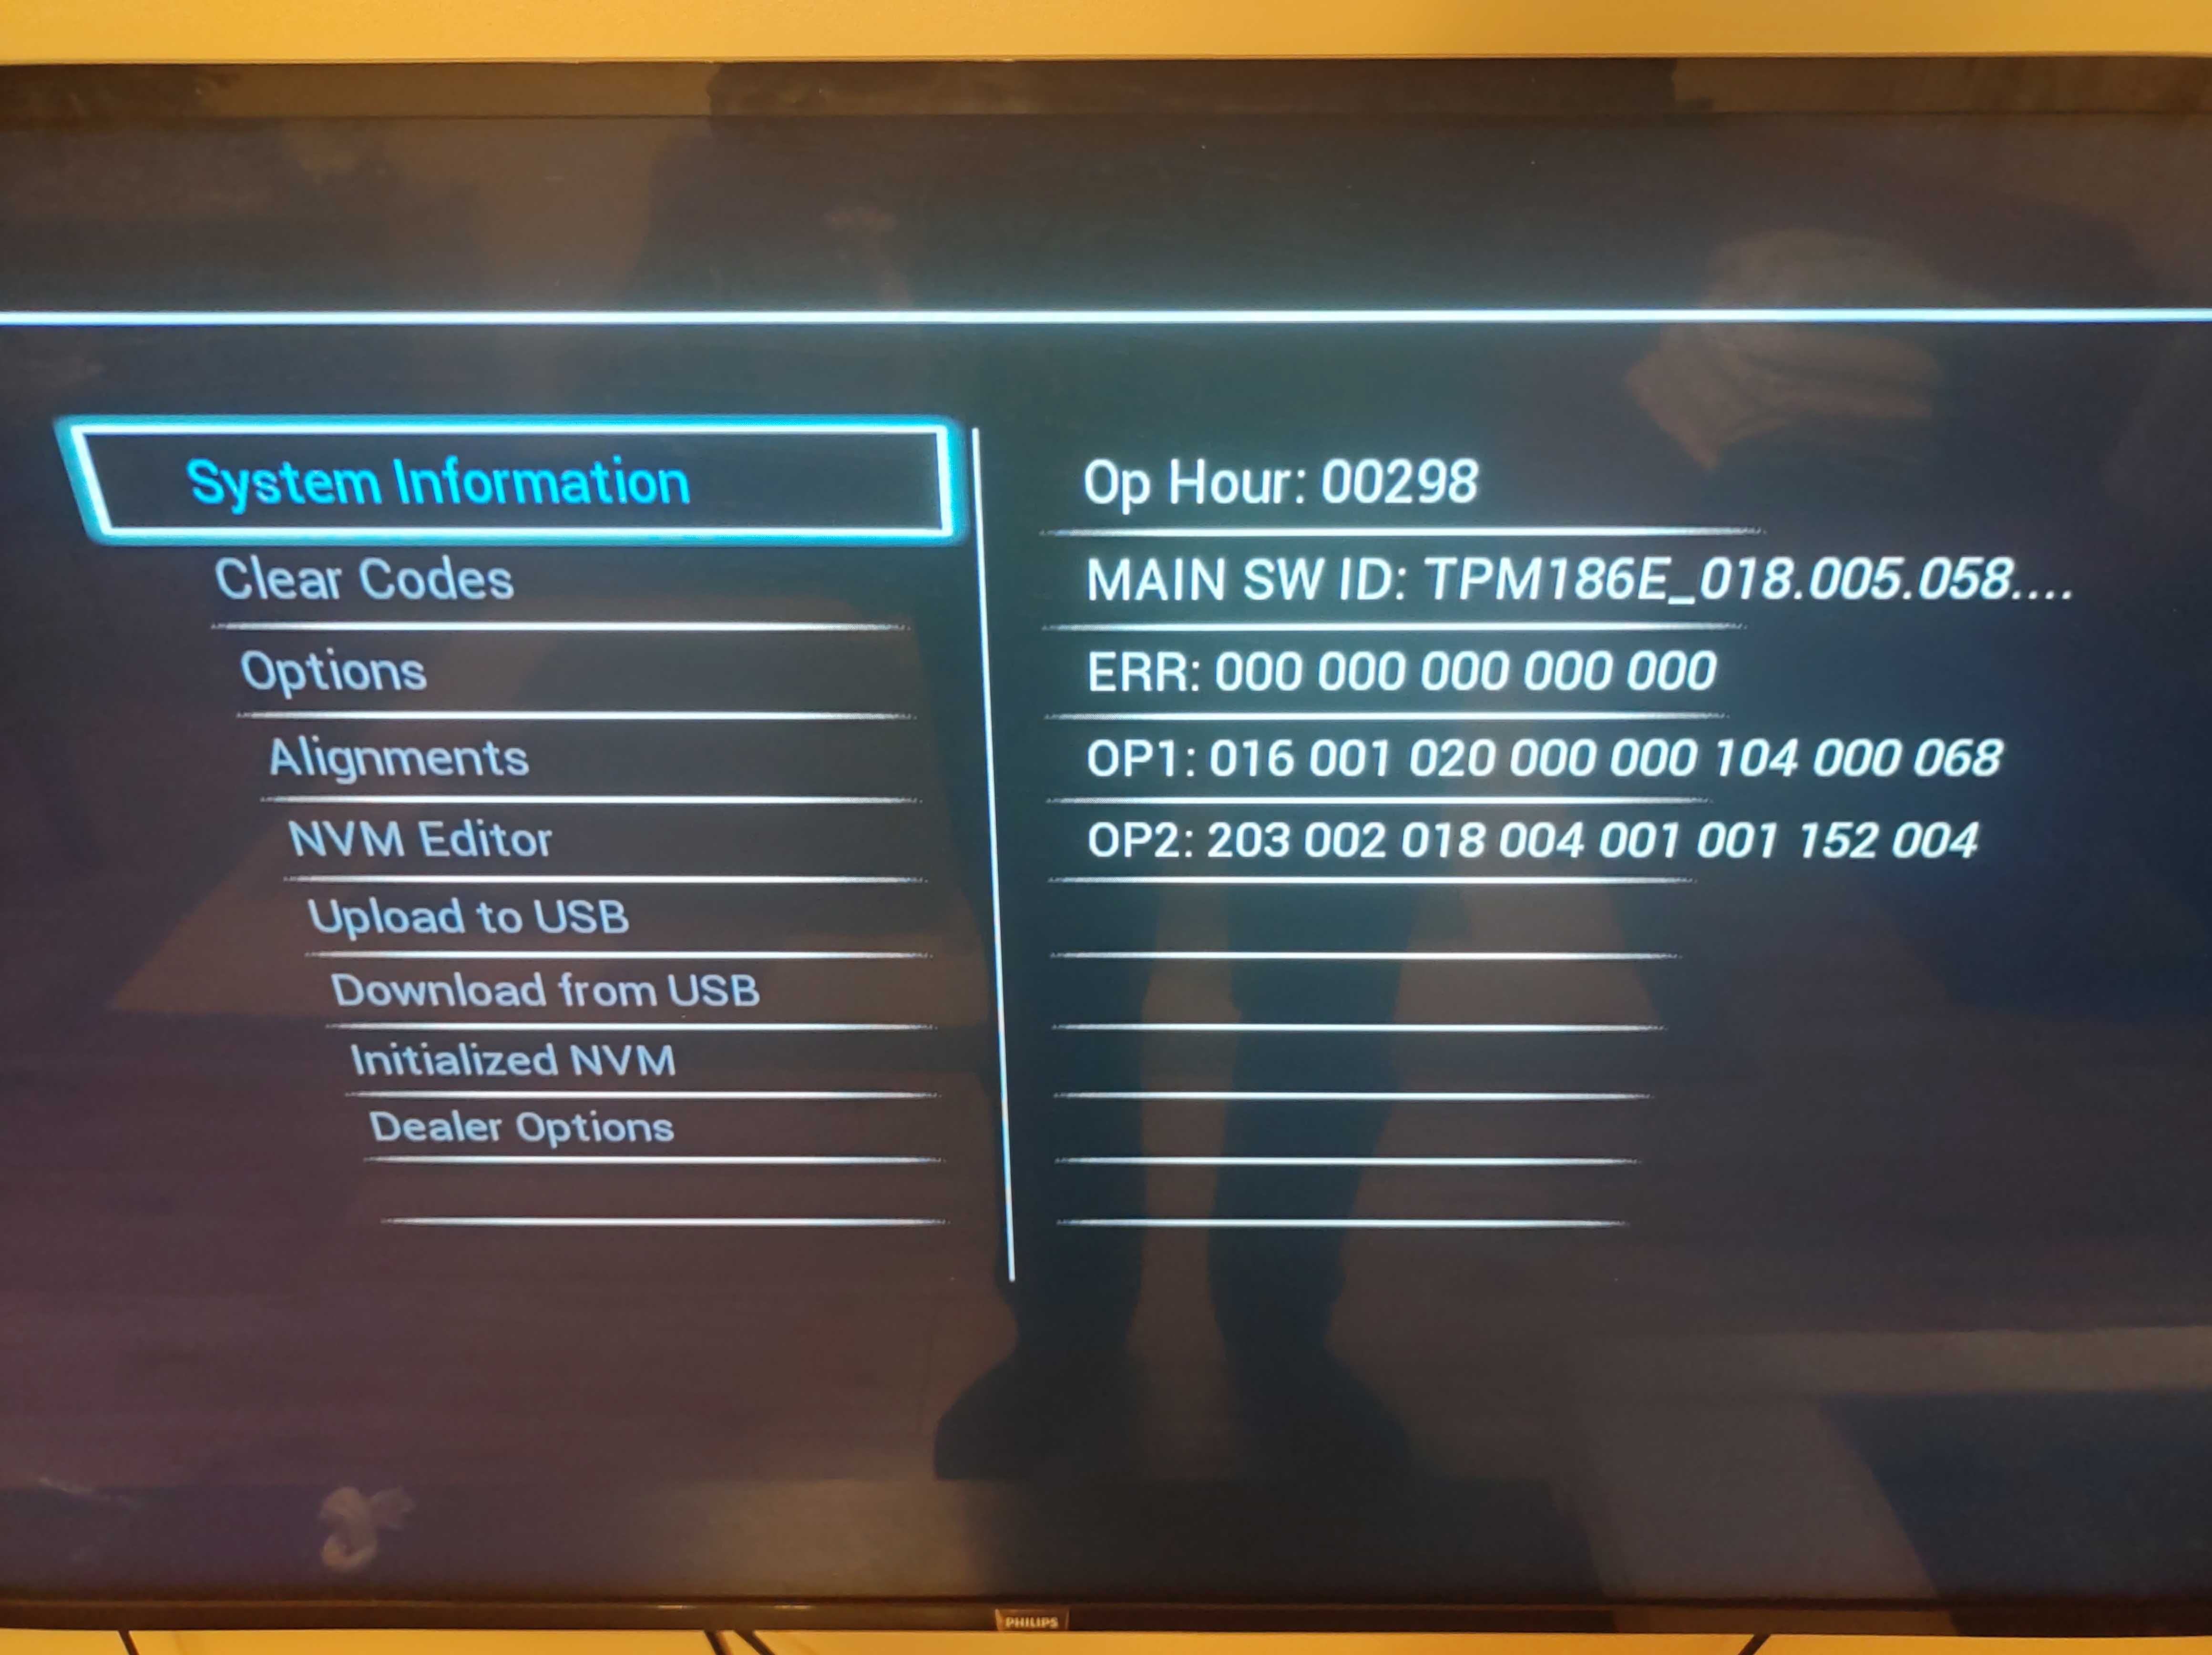 System Information
Clear Codes
Options
Alignments
NVM Editor
Upload to USB
Download from USB
Initialized NVM
Dealer Options
Op Hour: 00298
MAIN SW ID: TPM186E_018.005.058....
ERR: 000 000 000 000 000
OP1: 016 001 020 000 000 104 000 068
OP2: 203 002 018 004 001 001 152 004
PHILIPS